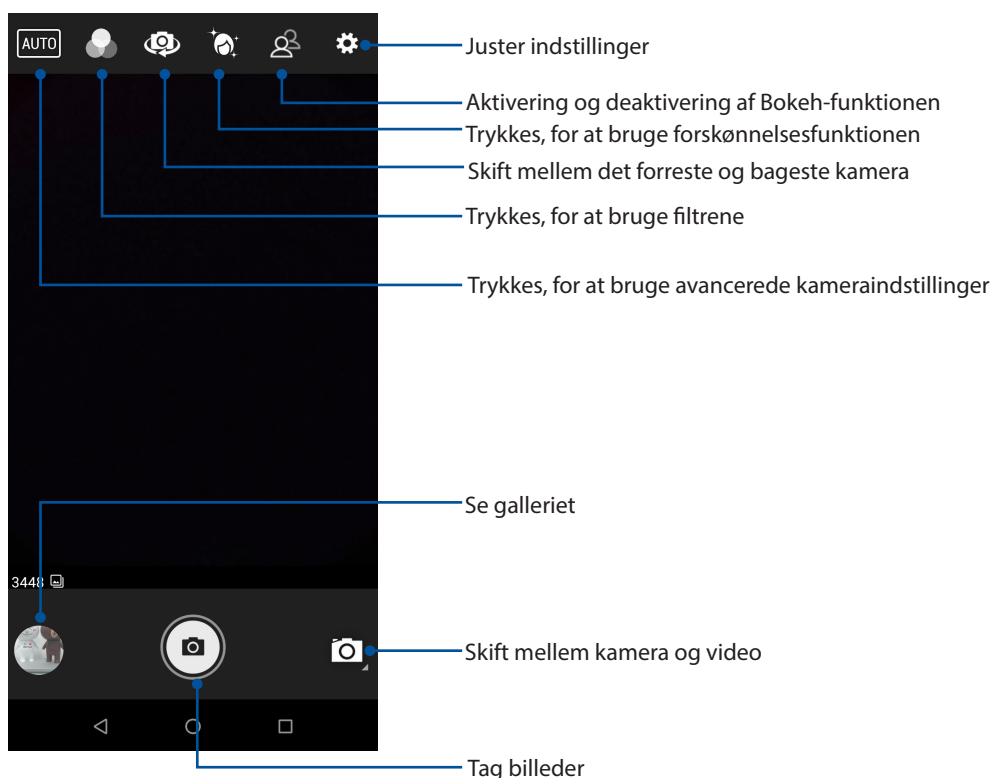 AUTO
Juster indstillinger
Aktivering og deaktivering af Bokeh-funktionen
Trykkes, for at bruge forskønnelsesfunktionen
Skift mellem det forreste og bageste kamera
Trykkes, for at bruge filtrene
Trykkes, for at bruge avancerede kameraindstillinger
Se galleriet
3448
Skift mellem kamera og video
Tag billeder